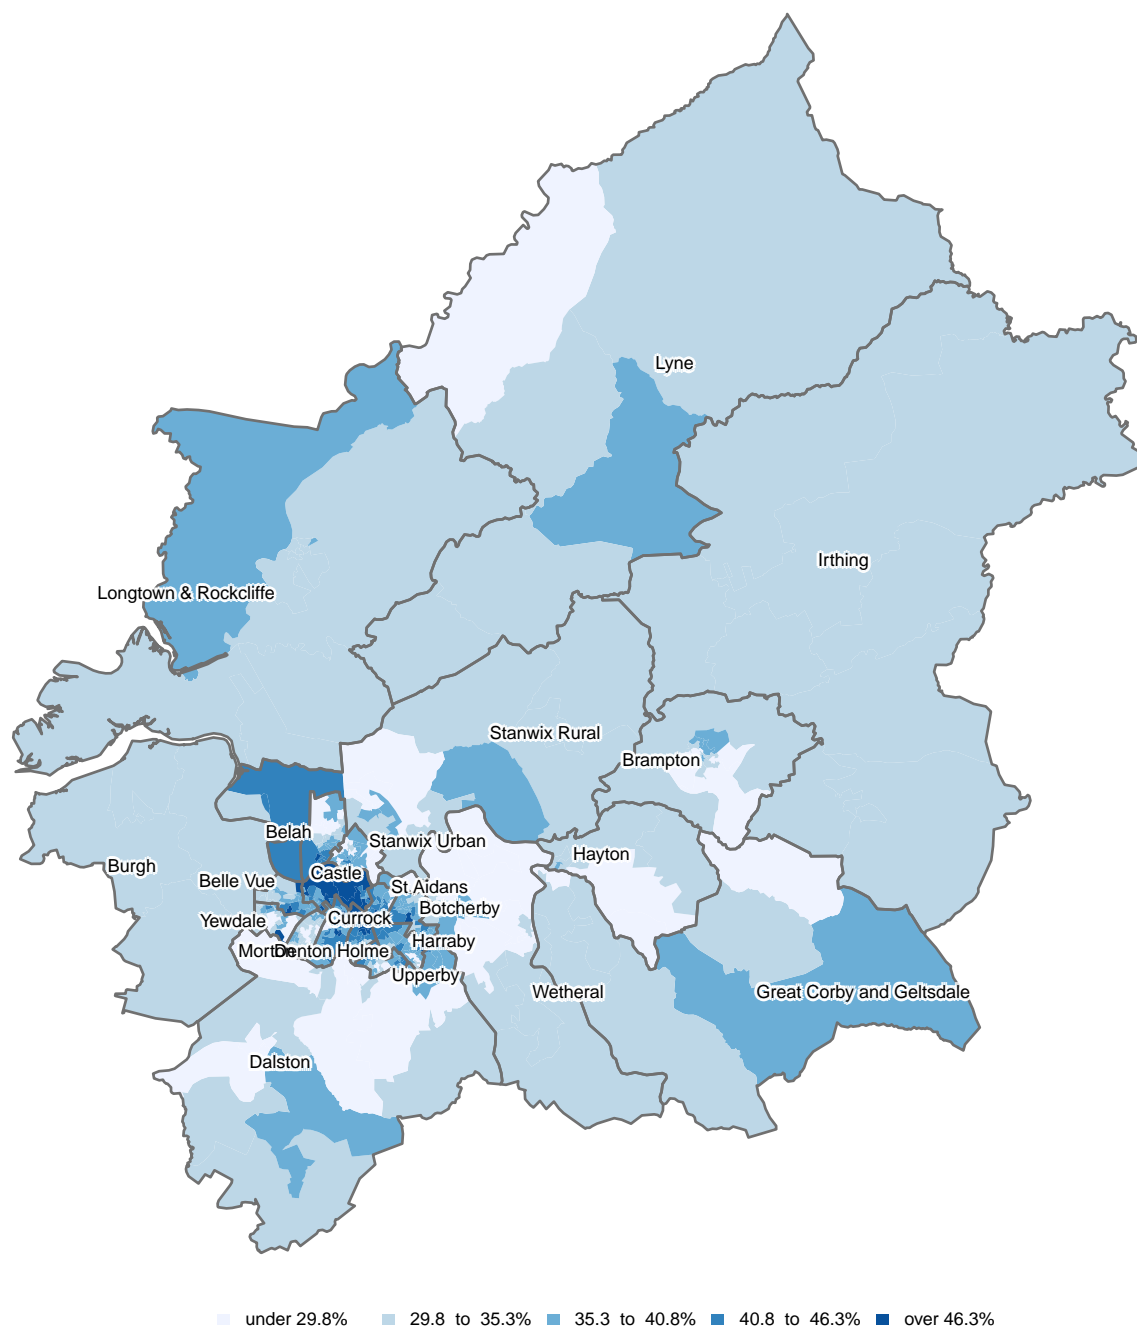 Lyne
Irthing
Longtown & Rockcliffe
Stanwix Rural
Brampton
Belah
Stanwix Urban
Hayton
Burgh
Castle
Belle Vue
St Aidans
Botcherby
Yewdale
Currock
Harraby
Morton
Denton Holme
Upperby
Wetheral
Great Corby and Geltsdale
Dalston
under 29.8% 29.8 to 35.3% 35.3 to 40.8% 40.8 to 46.3% over 46.3%